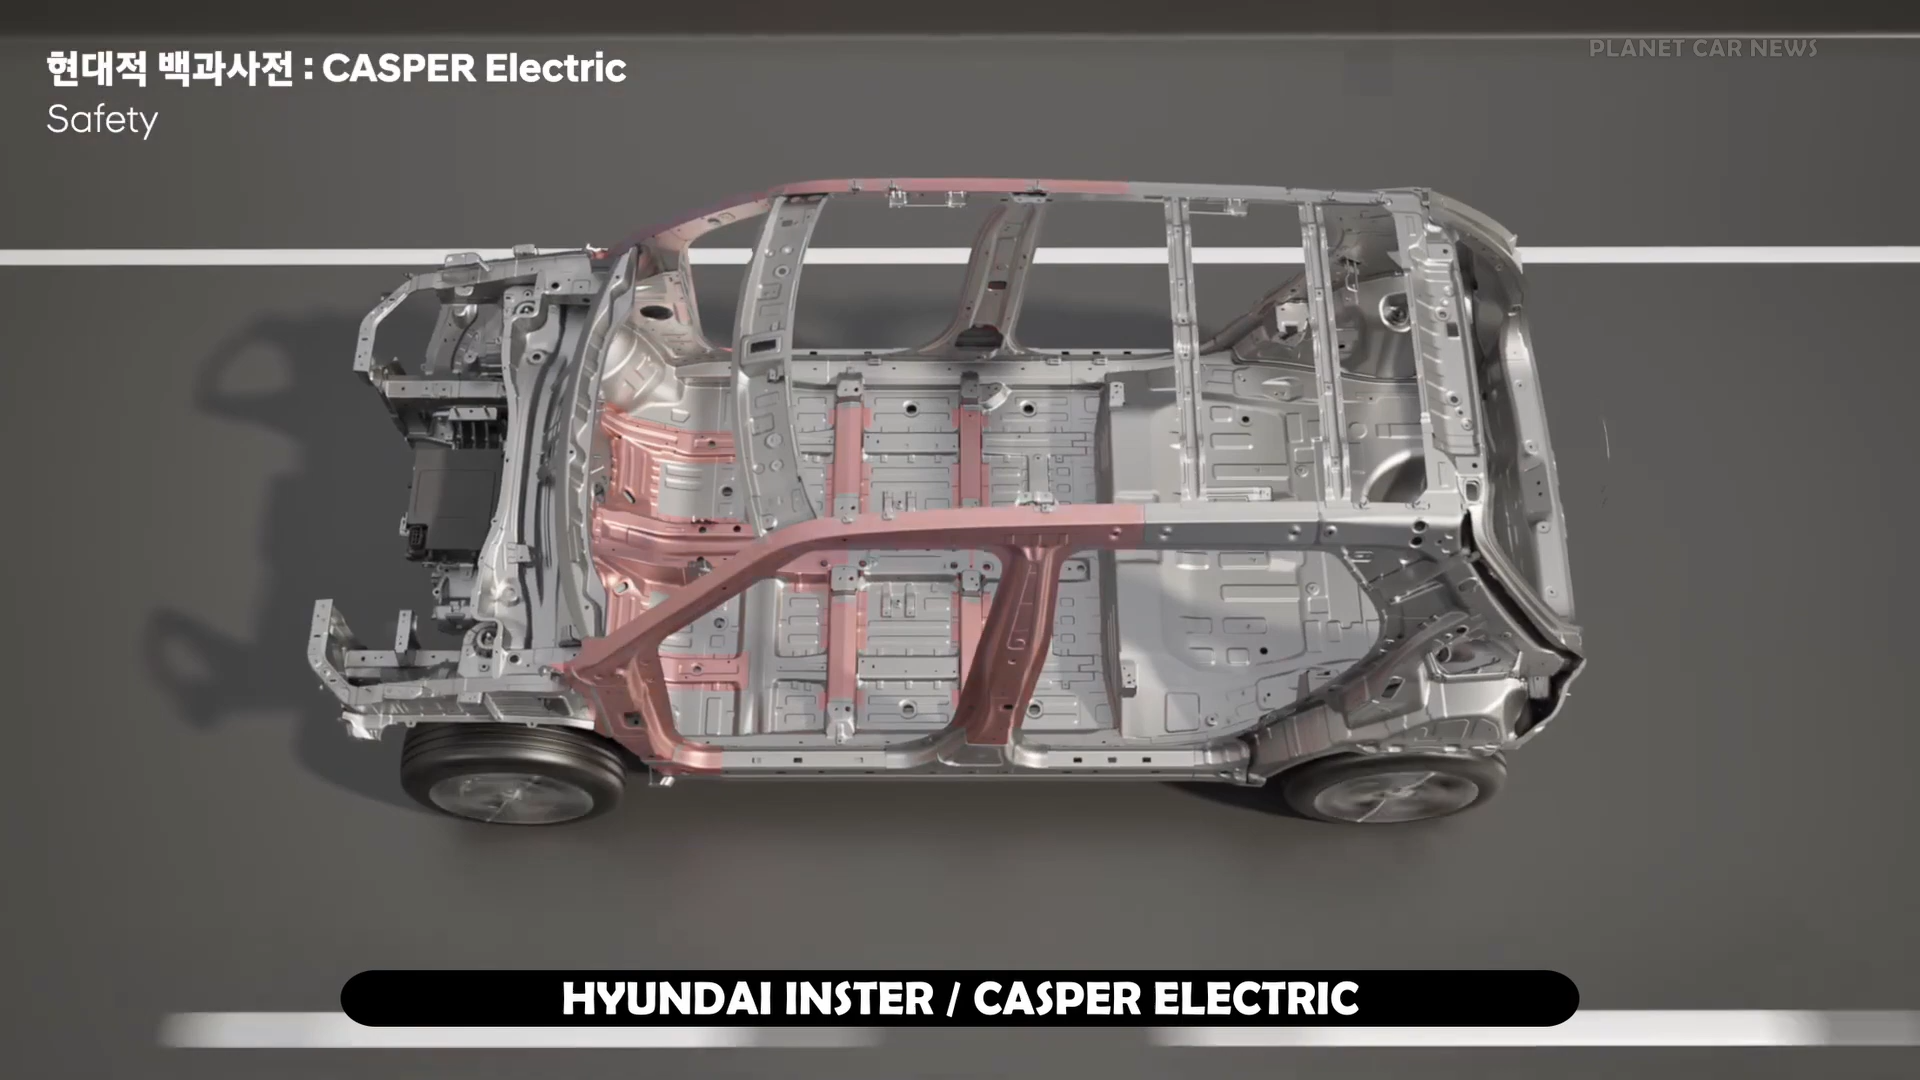 현대적 백과사전 : CASPER Electric
Safety
PLANET CAR NEWS
HYUNDAI INSTER / CASPER ELECTRIC